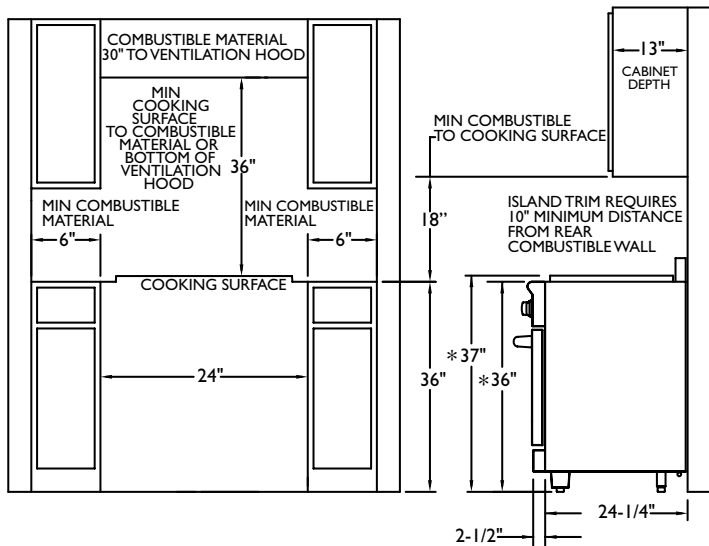 COMBUSTIBLE MATERIAL
30" TO VENTILATION HOOD
MIN
COOKING
SURFACE
TO COMBUSTIBLE
MATERIAL OR
BOTTOM OF
VENTILATION
HOOD
36"
MIN COMBUSTIBLE
MATERIAL
6"
MIN COMBUSTIBLE
MATERIAL
6"
COOKING SURFACE
24"
13"
CABINET
DEPTH
MIN COMBUSTIBLE
TO COOKING SURFACE
18”
ISLAND TRIM REQUIRES
10" MINIMUM DISTANCE
FROM REAR
COMBUSTIBLE WALL
36"
*37"
*36"
24-1/4"
2-1/2"